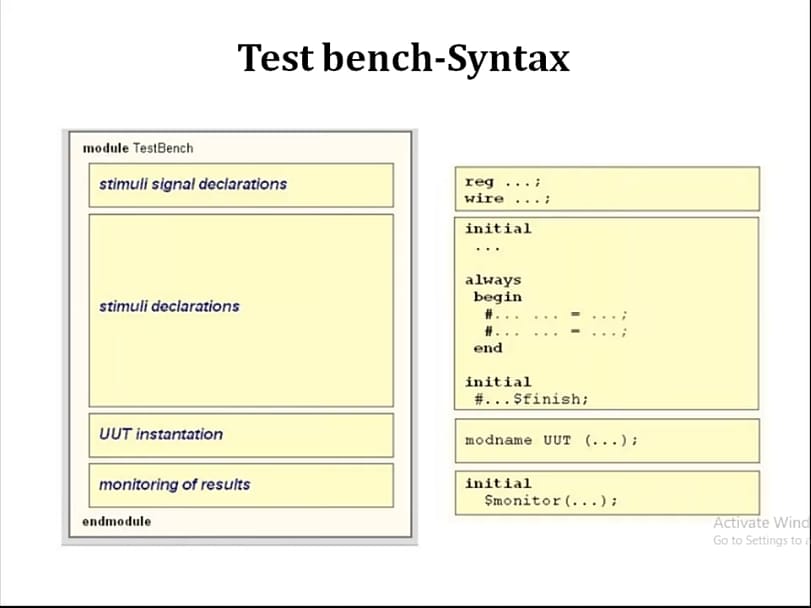 Test bench-Syntax
module TestBench
stimuli signal declarations
stimuli declarations
UUT instantation
monitoring of results
endmodule
reg ...;
wire ...;
initial
...
always
begin
#... ... = ...;
#... ... = ...;
end
initial
#...$finish;
modname UUT (...);
initial
$monitor(...);
Activate Wind
Go to Settings to